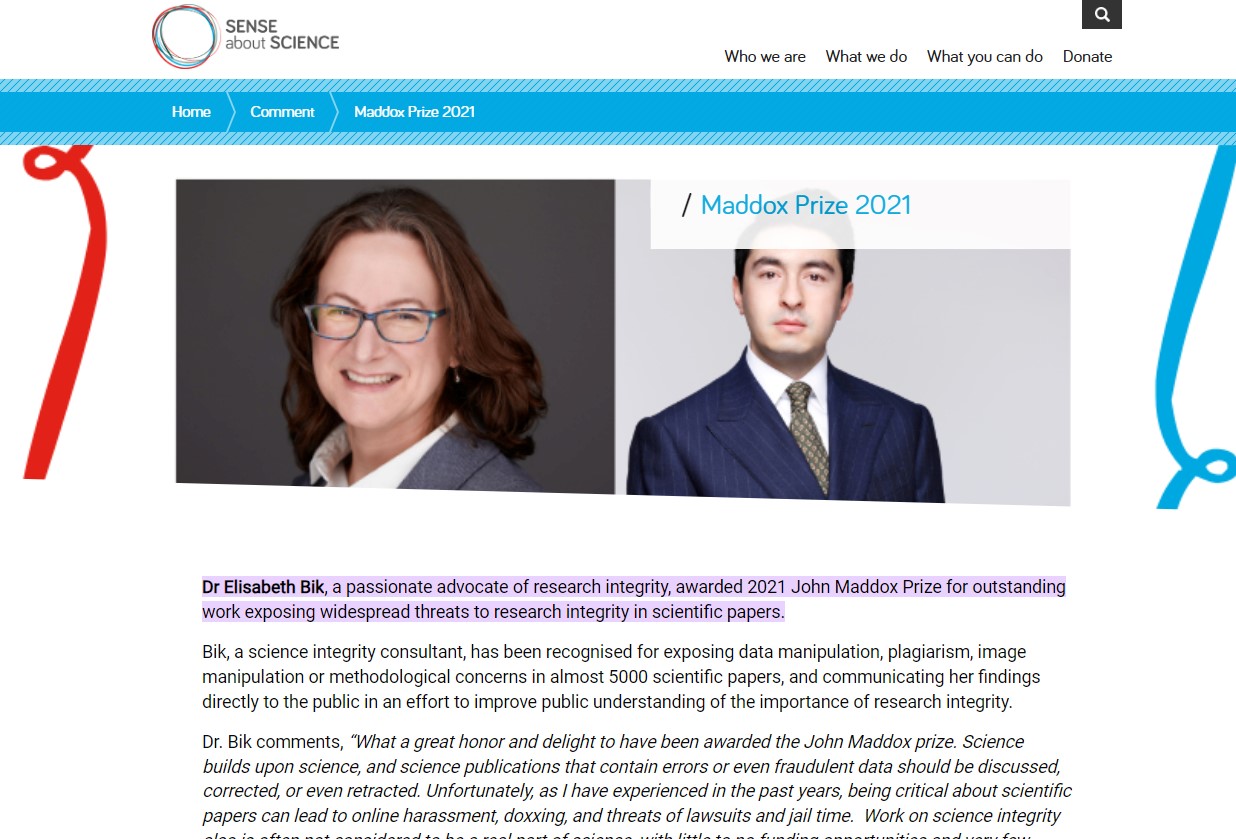 SENSE
about SCIENCE
Who we are What we do What you can do Donate
Home Comment Maddox Prize 2021
/ Maddox Prize 2021
Dr Elisabeth Bik, a passionate advocate of research integrity, awarded 2021 John Maddox Prize for outstanding
work exposing widespread threats to research integrity in scientific papers.
Bik, a science integrity consultant, has been recognised for exposing data manipulation, plagiarism, image
manipulation or methodological concerns in almost 5000 scientific papers, and communicating her findings
directly to the public in an effort to improve public understanding of the importance of research integrity.
Dr. Bik comments, “What a great honor and delight to have been awarded the John Maddox prize. Science
builds upon science, and science publications that contain errors or even fraudulent data should be discussed,
corrected, or even retracted. Unfortunately, as I have experienced in the past years, being critical about scientific
papers can lead to online harassment, doxxing, and threats of lawsuits and jail time. Work on science integrity